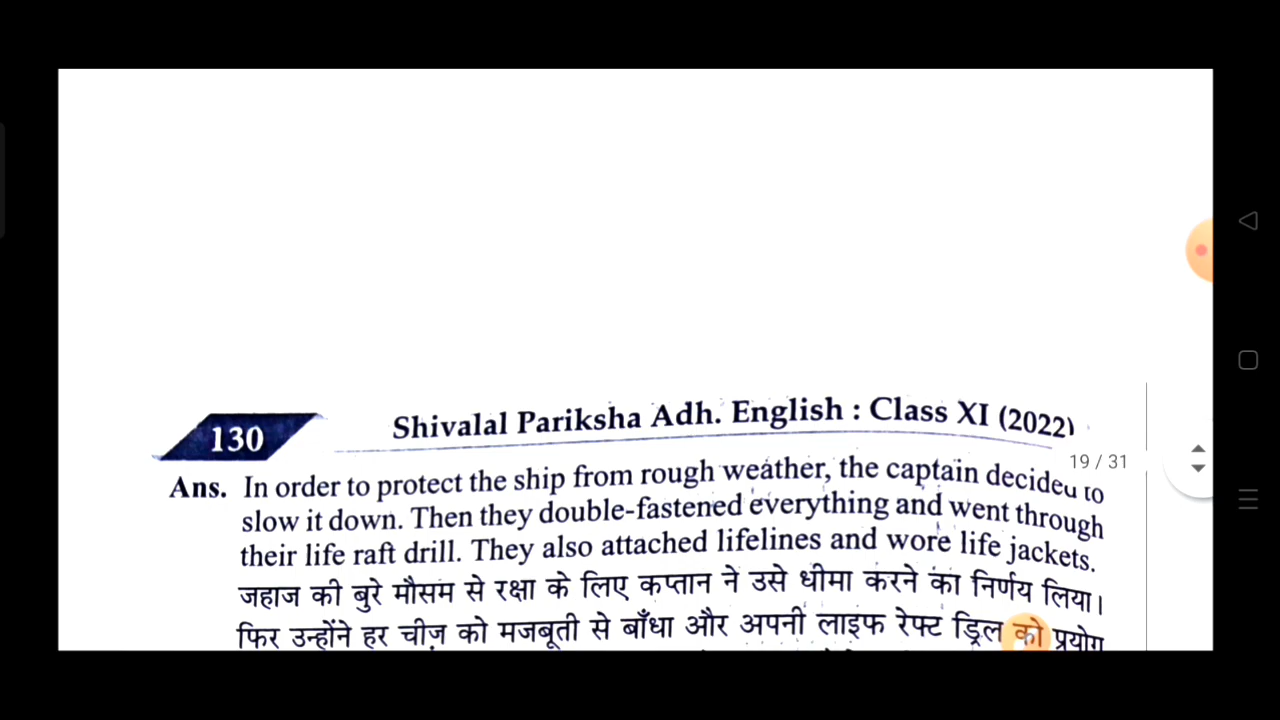 130
Shivalal Pariksha Adh. English : Class XI (2022)
19 / 31
Ans. In order to protect the ship from rough weather, the captain decided to
slow it down. Then they double-fastened everything and went through
their life raft drill. They also attached lifelines and wore life jackets.
जहाज की बुरे मौसम से रक्षा के लिए कप्तान ने उसे धीमा करने का निर्णय लिया।
फिर उन्होंने हर चीज़ को मजबूती से बाँधा और अपनी लाइफ रेफ्ट ड्रिल को प्रयोग